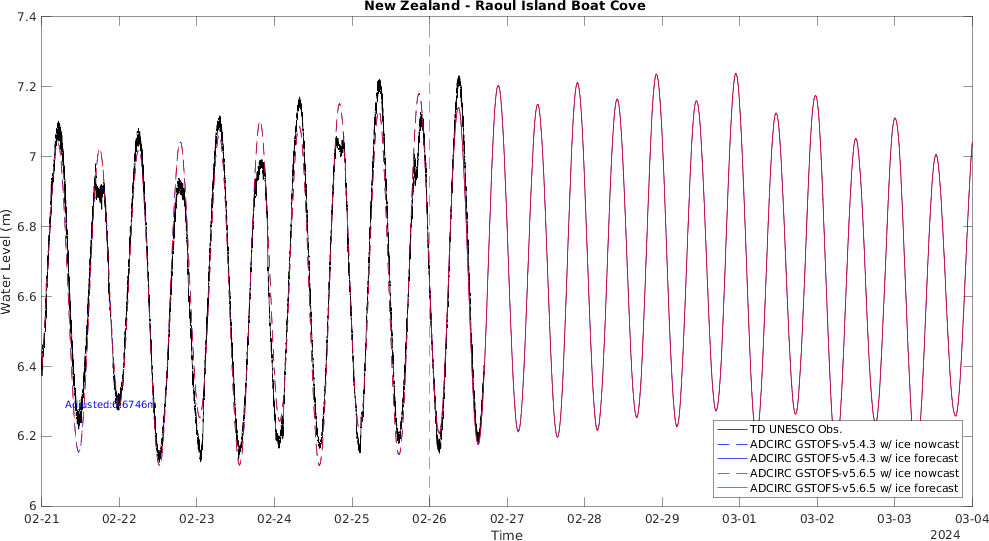 New Zealand - Raoul Island Boat Cove
7.4
7.2
7
6.8
6.6
6.4
6.2
6
Water Level (m)
Adjusted:6.6746m
TD UNESCO Obs.
ADCIRC GSTOFS-v5.4.3 w/ ice nowcast
ADCIRC GSTOFS-v5.4.3 w/ ice forecast
ADCIRC GSTOFS-v5.6.5 w/ ice nowcast
ADCIRC GSTOFS-v5.6.5 w/ ice forecast
02-21 02-22 02-23 02-24 02-25 02-26 02-27 02-28 02-29 03-01 03-02 03-03 03-04
Time
2024